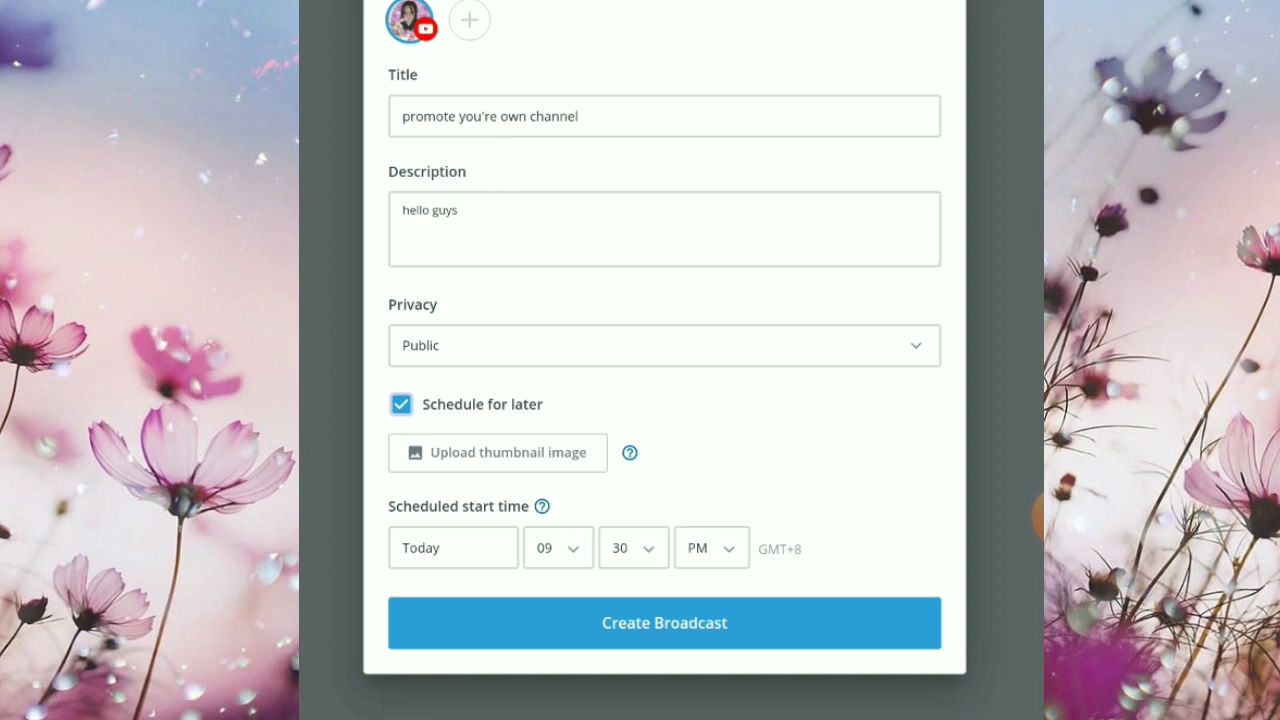 Title
promote you're own channel
Description
hello guys
Privacy
Public
Schedule for later
Upload thumbnail image
Scheduled start time
Today 09 30 PM GMT+8
Create Broadcast